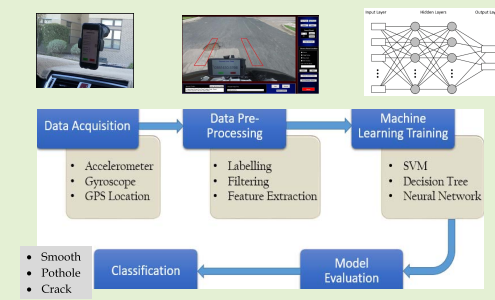 Input Layer
Hidden Layers
Output Lay
Data Acquisition
Data Pre-
Processing
Machine
Learning Training
• Accelerometer
• Gyroscope
• GPS Location
• Labelling
• Filtering
• Feature Extraction
• SVM
• Decision Tree
• Neural Network
• Smooth
• Pothole
• Crack
Classification
Model
Evaluation